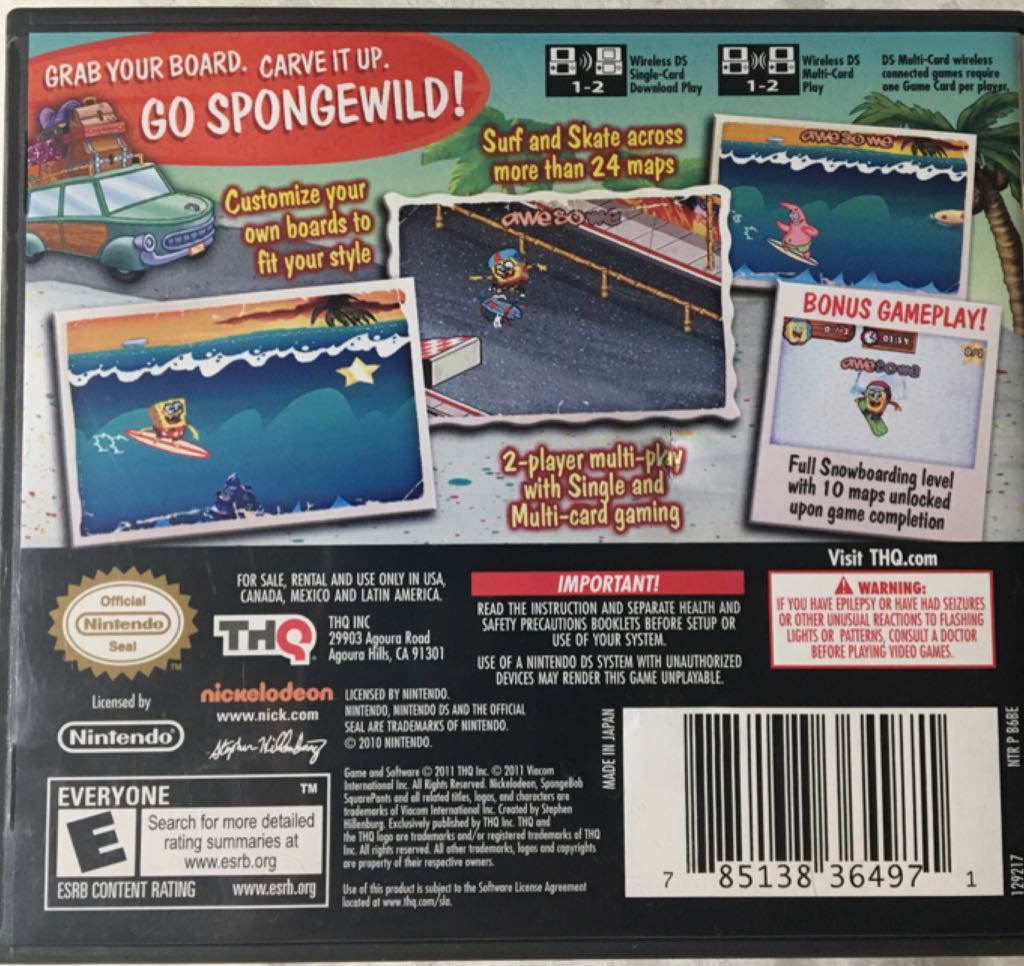 GRAB YOUR BOARD. CARVE IT UP.
GO SPONGEWILD!
1-2
Wireless DS
Single-Card
Download Play
1-2
Wireless DS
Multi-Card
Play
DS Multi-Card wireless
connected games require
one Game Card per player.
Customize your
own boards to
fit your style
Surf and Skate across
more than 24 maps
awesome
awesome
BONUS GAMEPLAY!
01:54
awesome
Full Snowboarding level
with 10 maps unlocked
upon game completion
2-player multi-play
with Single and
Multi-card gaming
Visit THQ.com
Official
Nintendo
Seal
TM
FOR SALE, RENTAL AND USE ONLY IN USA,
CANADA, MEXICO AND LATIN AMERICA.
THQ
THQ INC
29903 Agoura Road
Agoura Hills, CA 91301
IMPORTANT!
READ THE INSTRUCTION AND SEPARATE HEALTH AND
SAFETY PRECAUTIONS BOOKLETS BEFORE SETUP OR
USE OF YOUR SYSTEM.
USE OF A NINTENDO DS SYSTEM WITH UNAUTHORIZED
DEVICES MAY RENDER THIS GAME UNPLAYABLE.
WARNING:
IF YOU HAVE EPILEPSY OR HAVE HAD SEIZURES
OR OTHER UNUSUAL REACTIONS TO FLASHING
LIGHTS OR PATTERNS, CONSULT A DOCTOR
BEFORE PLAYING VIDEO GAMES.
Licensed by
Nintendo®
nickelodeon
www.nick.com
Stephen Hillenburg
LICENSED BY NINTENDO.
NINTENDO, NINTENDO DS AND THE OFFICIAL
SEAL ARE TRADEMARKS OF NINTENDO.
© 2010 NINTENDO.
Game and Software © 2011 THQ Inc. © 2011 Viacom
International Inc. All Rights Reserved. Nickelodeon, SpongeBob
SquarePants and all related titles, logos, and characters are
trademarks of Viacom International Inc. Created by Stephen
Hillenburg. Exclusively published by THQ Inc. THQ and
the THQ logo are trademarks and/or registered trademarks of THQ
Inc. All rights reserved. All other trademarks, logos and copyrights
are property of their respective owners.
Use of this product is subject to the Software License Agreement
located at www.thq.com/sla.
EVERYONE
TM
E
Search for more detailed
rating summaries at
www.esrb.org
ESRB CONTENT RATING www.esrb.org
MADE IN JAPAN
7 85138 36497 1
NTR P B6BE
129217